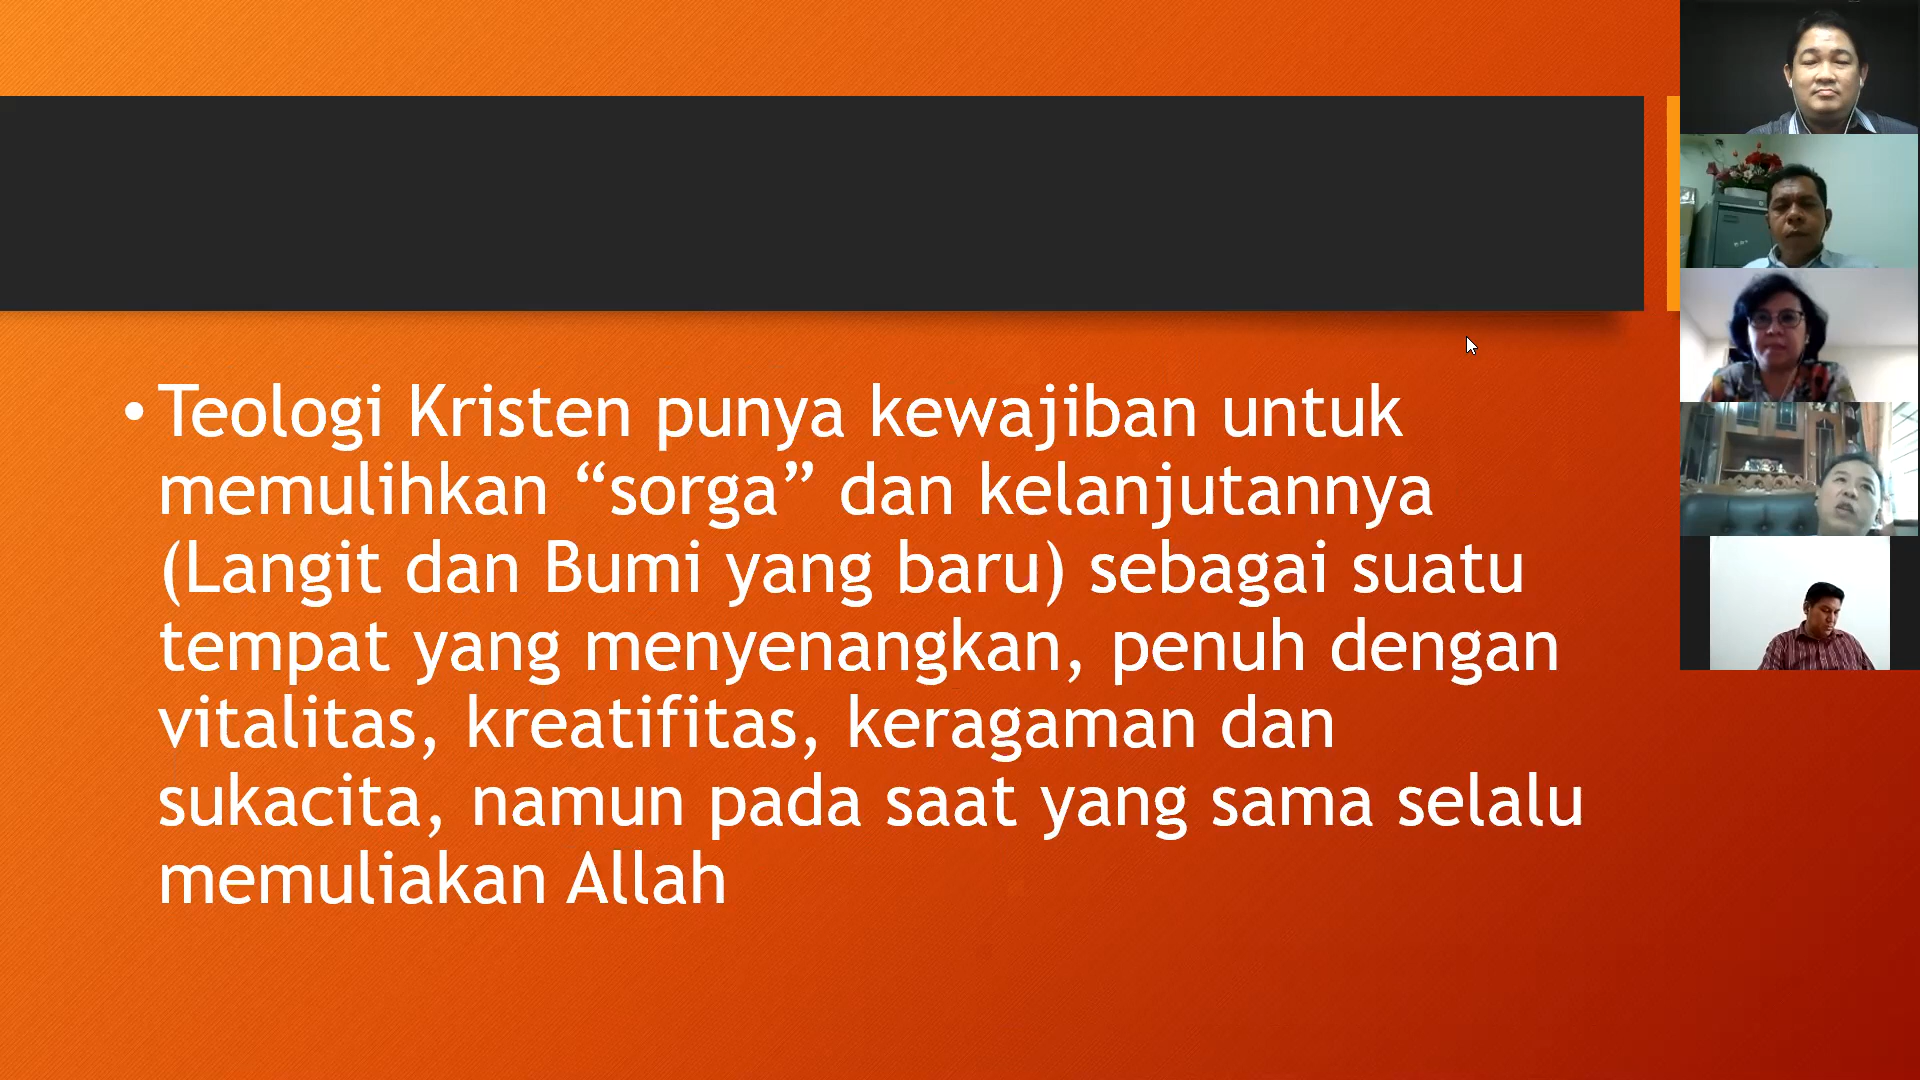 • Teologi Kristen punya kewajiban untuk
memulihkan “sorga” dan kelanjutannya
(Langit dan Bumi yang baru) sebagai suatu
tempat yang menyenangkan, penuh dengan
vitalitas, kreatifitas, keragaman dan
sukacita, namun pada saat yang sama selalu
memuliakan Allah